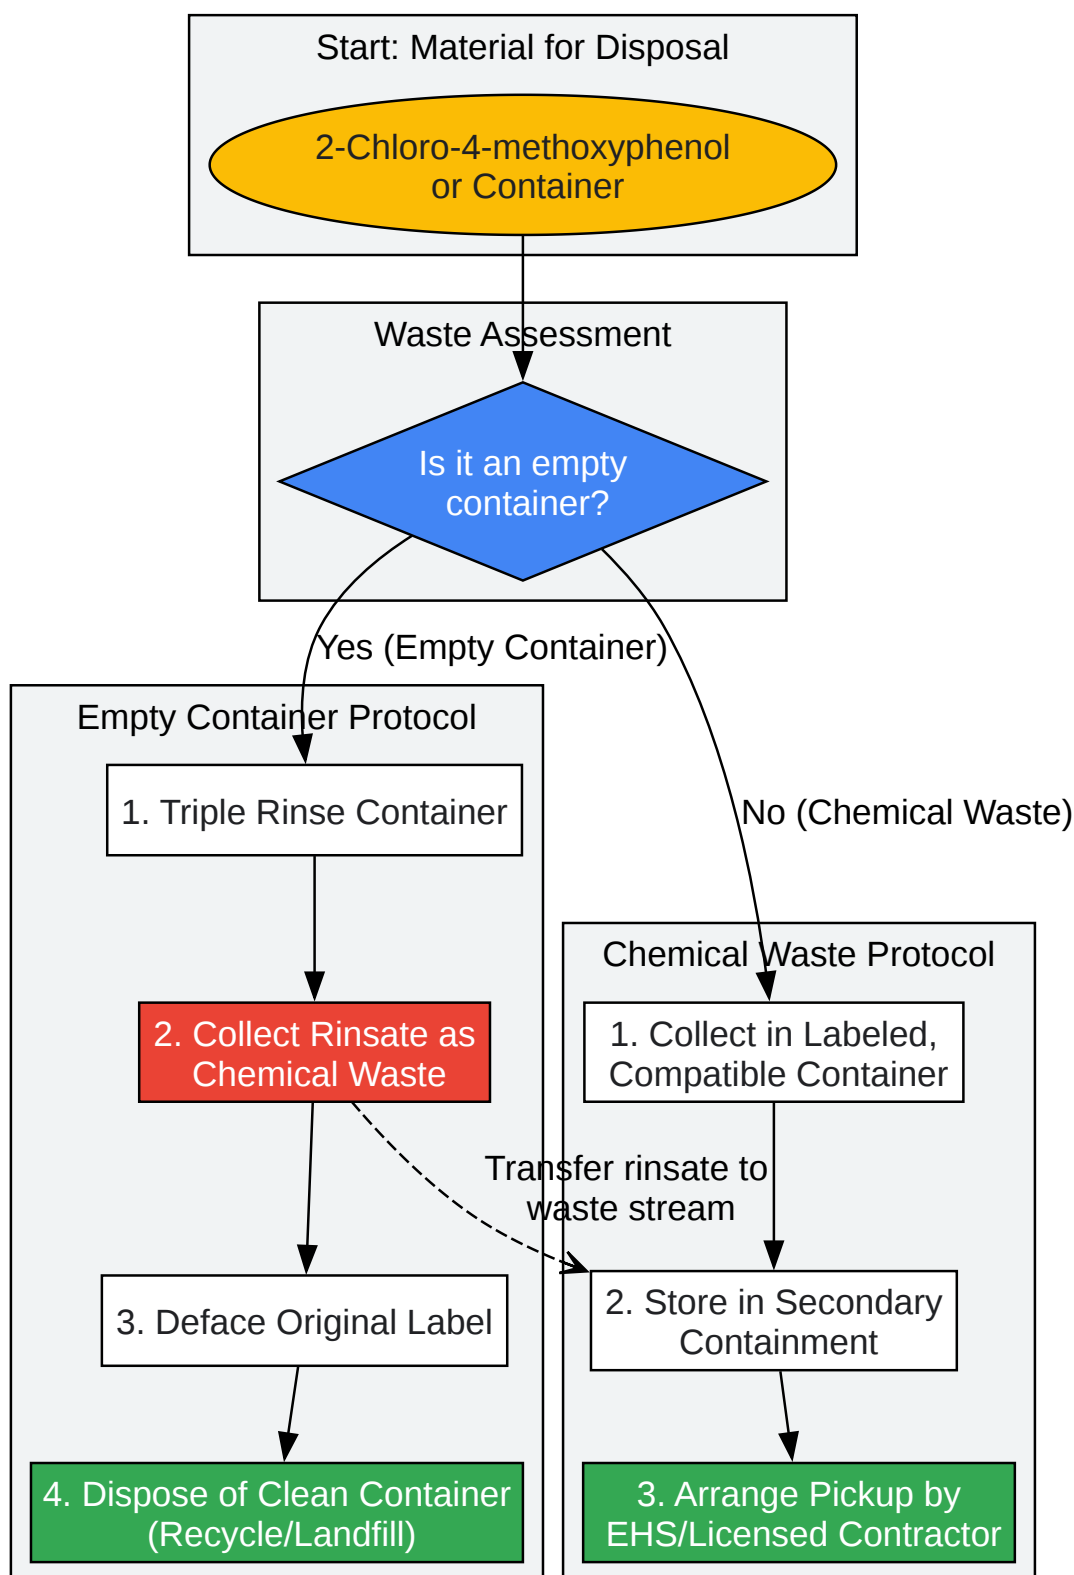 Start: Material for Disposal
2-Chloro-4-methoxyphenol
or Container
Waste Assessment
Is it an empty
container?
Yes (Empty Container)
No (Chemical Waste)
Empty Container Protocol
1. Triple Rinse Container
2. Collect Rinsate as
Chemical Waste
3. Deface Original Label
4. Dispose of Clean Container
(Recycle/Landfill)
Transfer rinsate to
waste stream
Chemical Waste Protocol
1. Collect in Labeled,
Compatible Container
2. Store in Secondary
Containment
3. Arrange Pickup by
EHS/Licensed Contractor